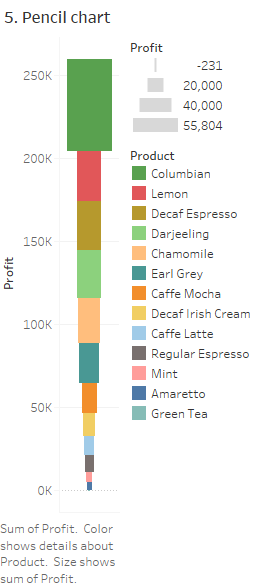 5. Pencil chart
Profit
-231
20,000
40,000
55,804
Product
Columbian
Lemon
Decaf Espresso
Darjeeling
Chamomile
Earl Grey
Caffe Mocha
Decaf Irish Cream
Caffe Latte
Regular Espresso
Mint
Amaretto
Green Tea
250K
200K
150K
100K
50K
0K
Profit
Sum of Profit. Color
shows details about
Product. Size shows
sum of Profit.